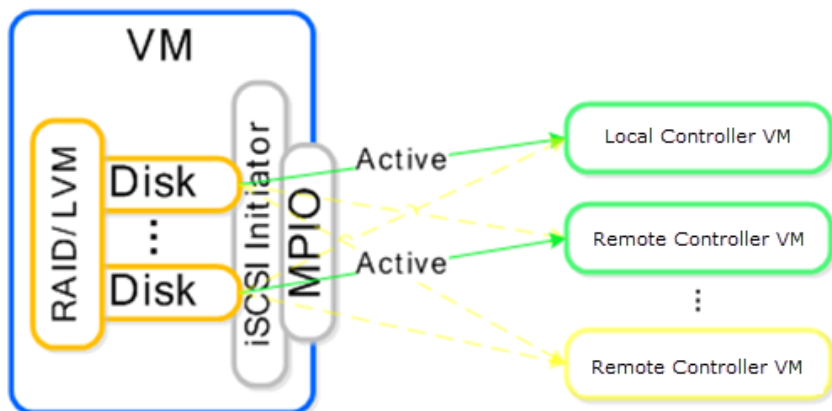 VM
RAID/LVM
Disk
Disk
iSCSI Initiator
MPIO
Active
Active
Local Controller VM
Remote Controller VM
Remote Controller VM